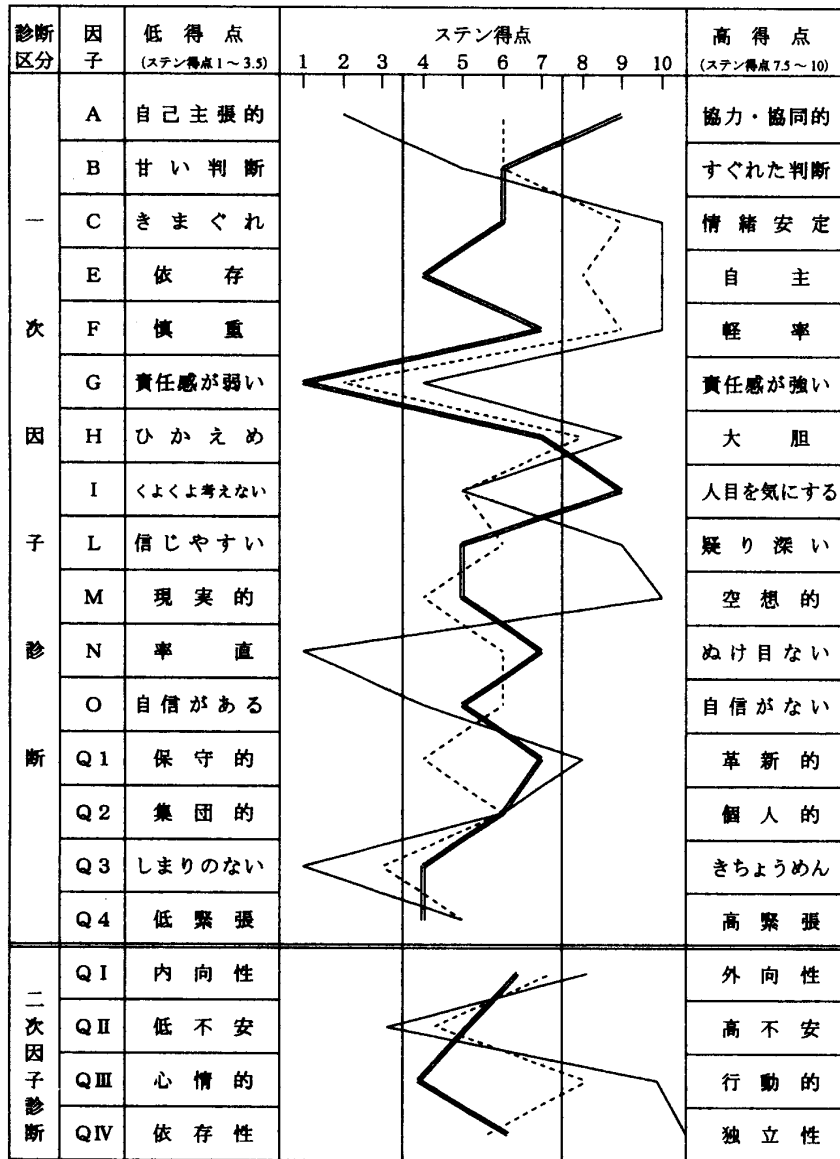 診断区分 因子 低得点 (ステン得点1〜3.5) ステン得点 高得点 (ステン得点7.5〜10)
1 2 3 4 5 6 7 8 9 10
一次因子診断
A 自己主張的 協力・協同的
B 甘い判断 すぐれた判断
C きまぐれ 情緒安定
E 依存 自主
F 慎重 軽率
G 責任感が弱い 責任感が強い
H ひかえめ 大胆
I くよくよ考えない 人目を気にする
L 信じやすい 疑り深い
M 現実的 空想的
N 率直 ぬけ目ない
O 自信がある 自信がない
Q1 保守的 革新的
Q2 集団的 個人的
Q3 しまりのない きちょうめん
Q4 低緊張 高緊張
二次因子診断
QⅠ 内向性 外向性
QⅡ 低不安 高不安
QⅢ 心情的 行動的
QⅣ 依存性 独立性